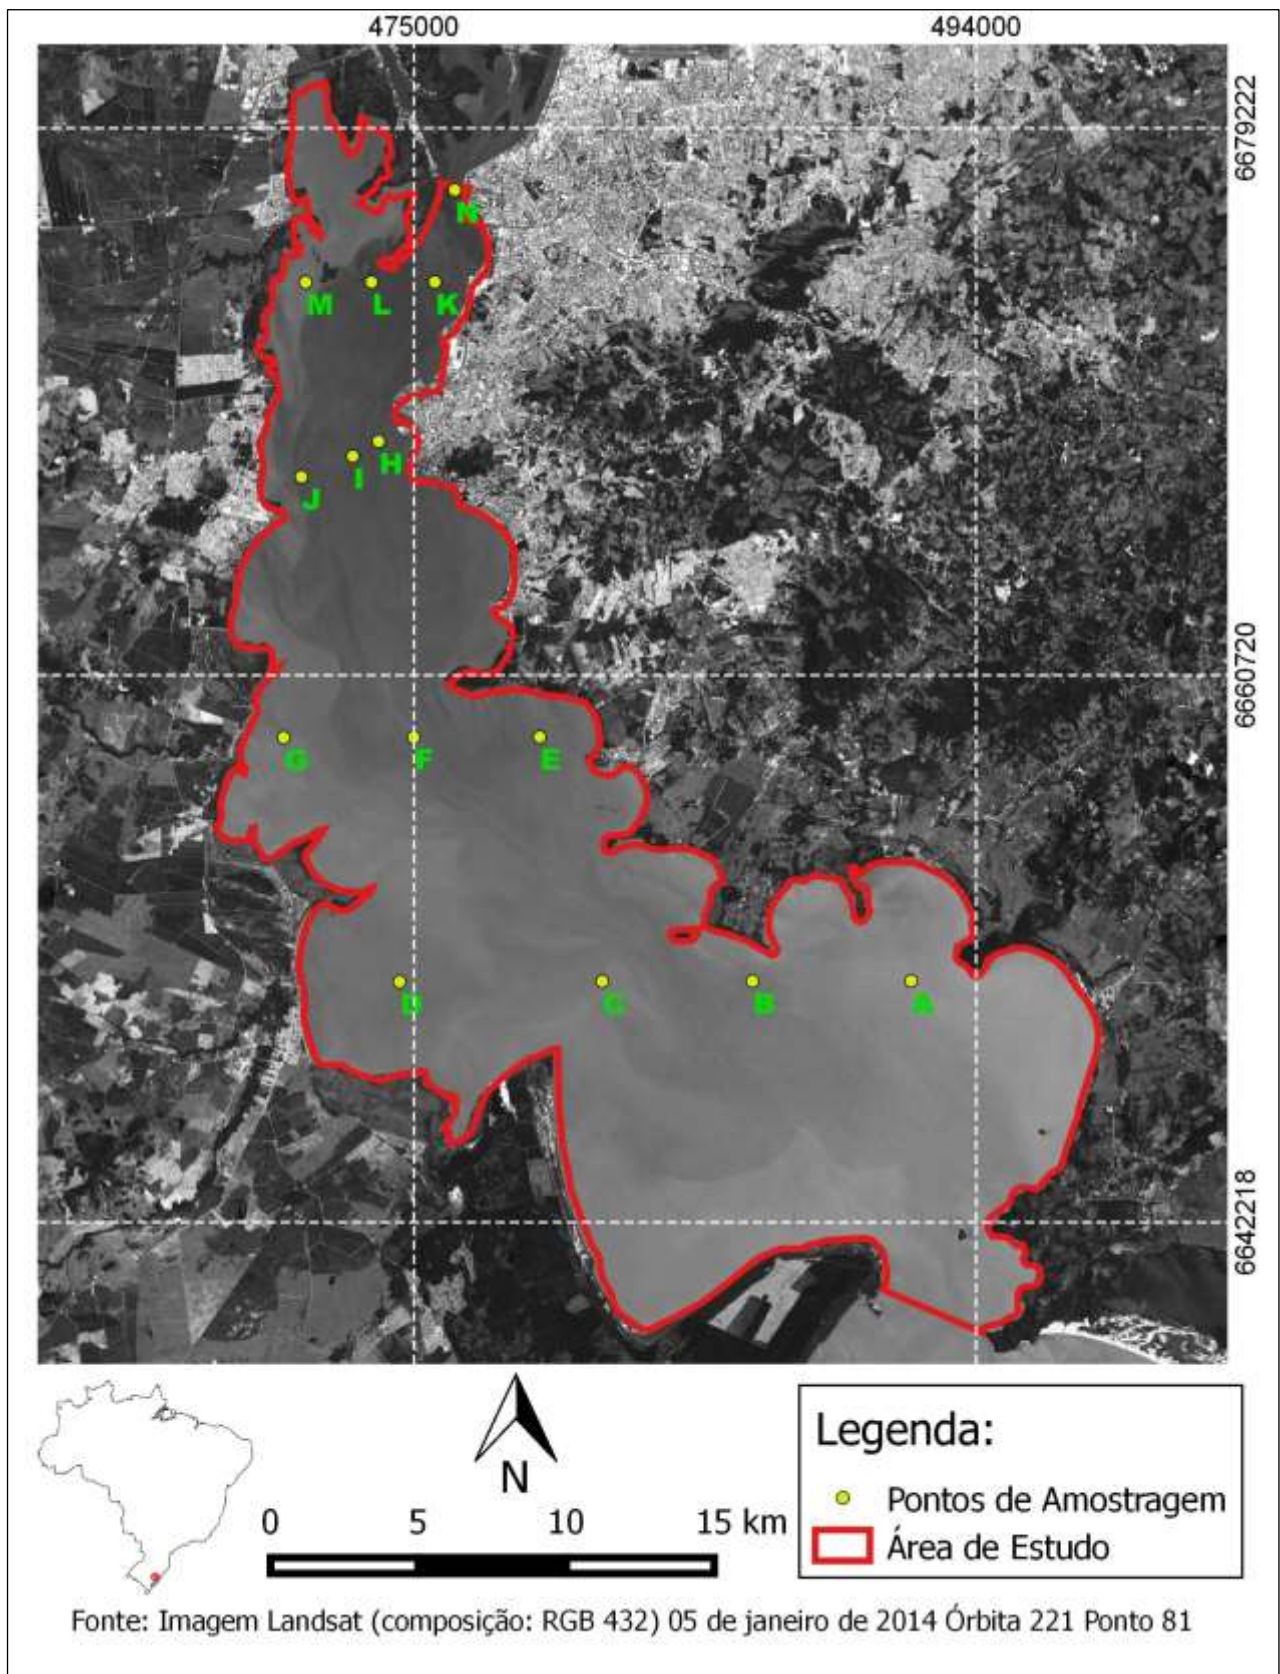 475000 494000
6679222
N
M L K
H
I
J
6660720
G F E
D C B A
6642218
N
0 5 10 15 km
Legenda:
Pontos de Amostragem
Área de Estudo
Fonte: Imagem Landsat (composição: RGB 432) 05 de janeiro de 2014 Órbita 221 Ponto 81